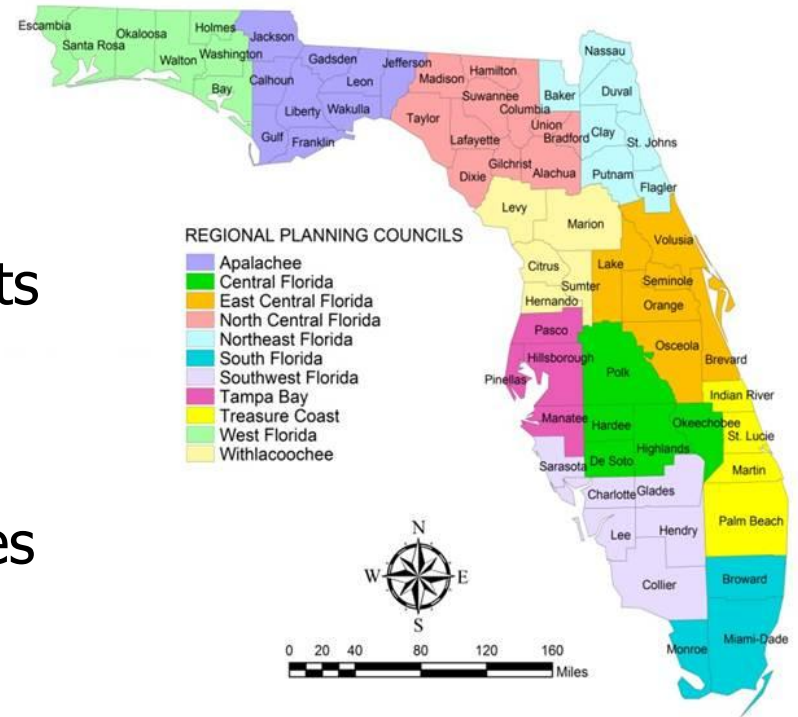 Escambia
Santa Rosa
Okaloosa
Walton
Holmes
Washington
Bay
Jackson
Calhoun
Gulf
Gadsden
Liberty
Franklin
Leon
Wakulla
Jefferson
Madison
Taylor
Hamilton
Suwannee
Lafayette
Dixie
Columbia
Gilchrist
Union
Bradford
Alachua
Baker
Nassau
Duval
Clay
St. Johns
Putnam
Flagler
Levy
Marion
Citrus
Sumter
Hernando
Lake
Volusia
Seminole
Orange
Osceola
Brevard
Pasco
Hillsborough
Pinellas
Manatee
Polk
Hardee
De Soto
Highlands
Okeechobee
Indian River
St. Lucie
Martin
Palm Beach
Sarasota
Charlotte
Glades
Lee
Hendry
Collier
Broward
Monroe
Miami-Dade
REGIONAL PLANNING COUNCILS
Apalachee
Central Florida
East Central Florida
North Central Florida
Northeast Florida
South Florida
Southwest Florida
Tampa Bay
Treasure Coast
West Florida
Withlacoochee
ts
es
N
W E
S
0 20 40 80 120 160
Miles